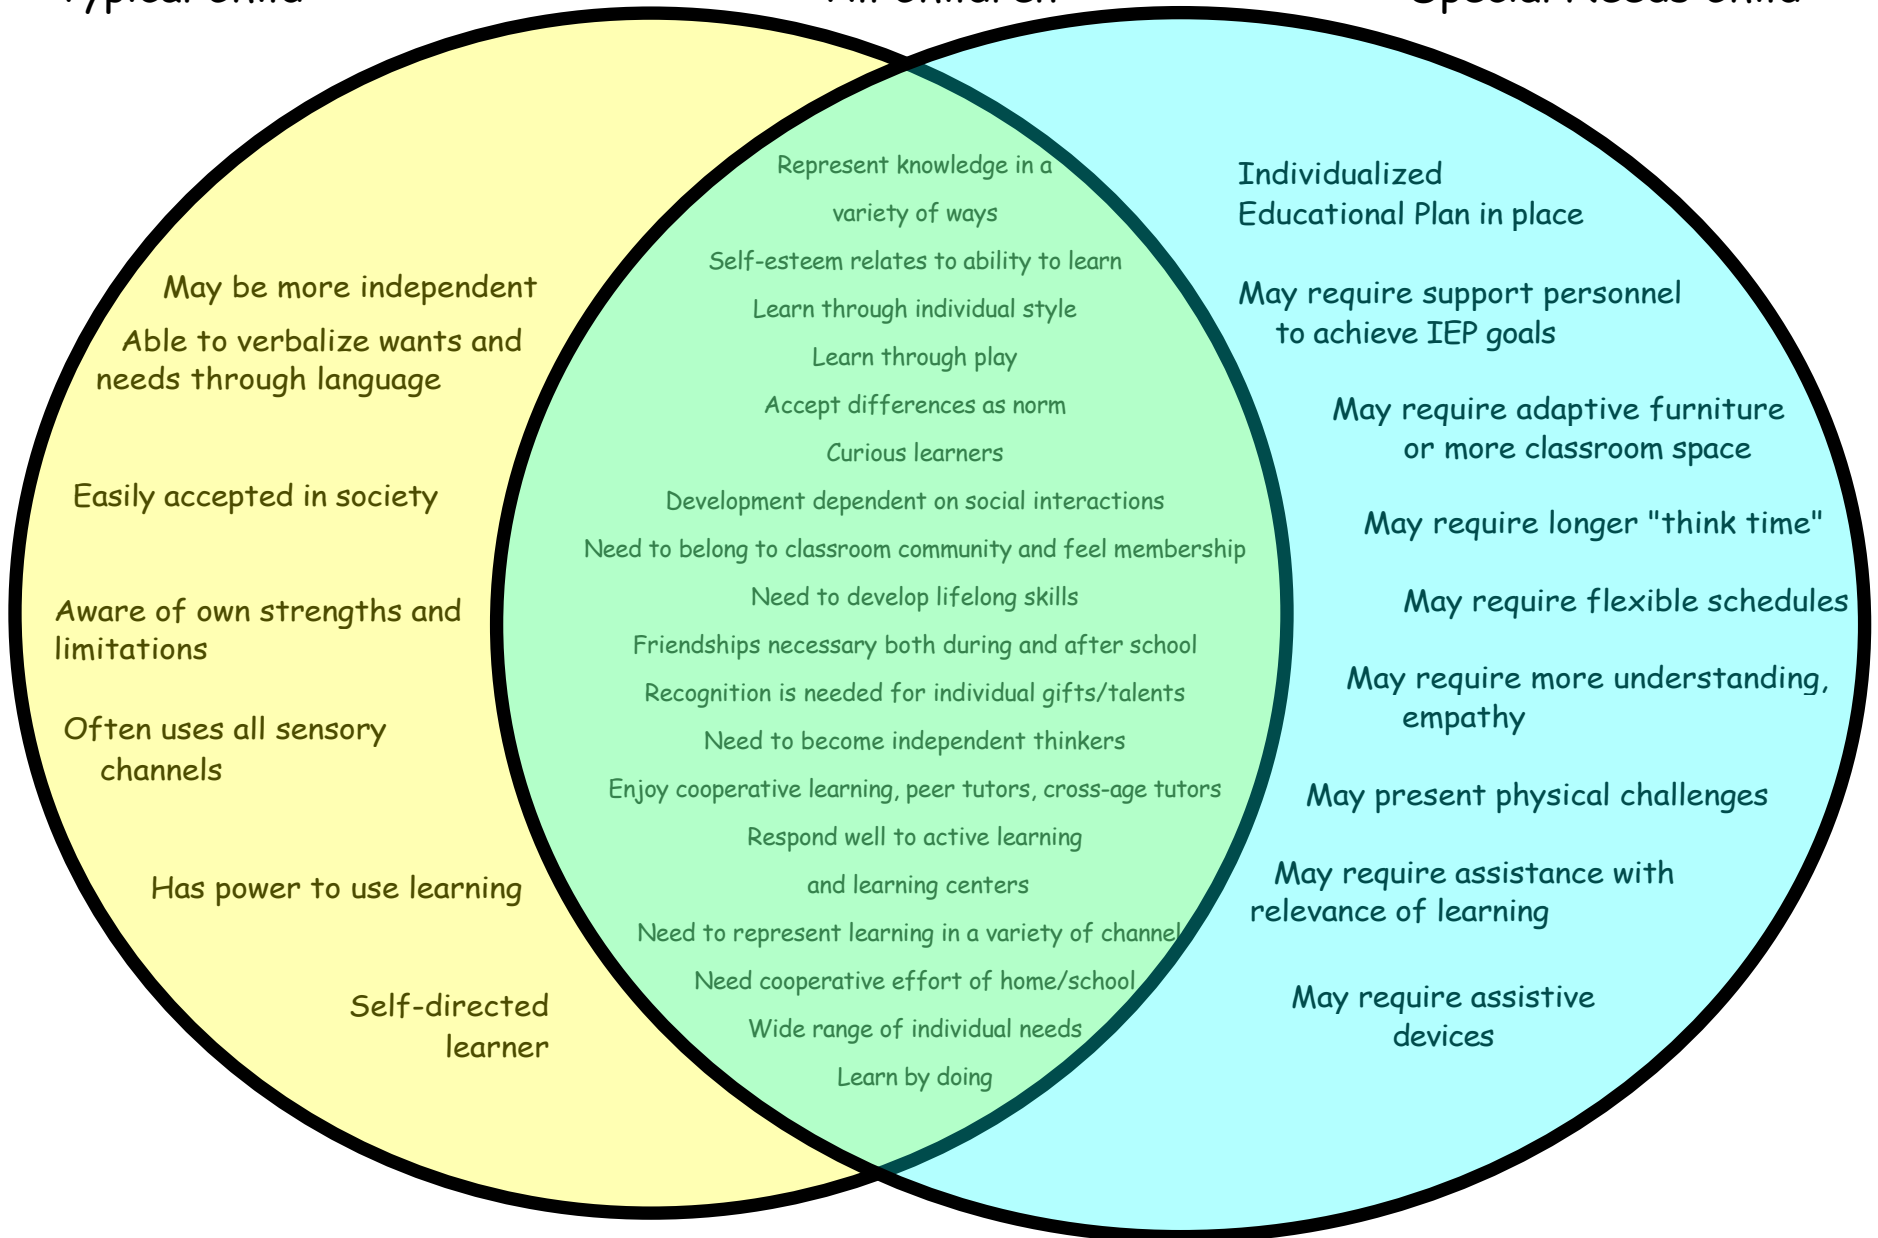 Typical Child
All Children
Special Needs Child
May be more independent
Able to verbalize wants and
needs through language
Easily accepted in society
Aware of own strengths and
limitations
Often uses all sensory
channels
Has power to use learning
Self-directed
learner
Represent knowledge in a
variety of ways
Self-esteem relates to ability to learn
Learn through individual style
Learn through play
Accept differences as norm
Curious learners
Development dependent on social interactions
Need to belong to classroom community and feel membership
Need to develop lifelong skills
Friendships necessary both during and after school
Recognition is needed for individual gifts/talents
Need to become independent thinkers
Enjoy cooperative learning, peer tutors, cross-age tutors
Respond well to active learning
and learning centers
Need to represent learning in a variety of channel
Need cooperative effort of home/school
Wide range of individual needs
Learn by doing
Individualized
Educational Plan in place
May require support personnel
to achieve IEP goals
May require adaptive furniture
or more classroom space
May require longer "think time"
May require flexible schedules
May require more understanding,
empathy
May present physical challenges
May require assistance with
relevance of learning
May require assistive
devices